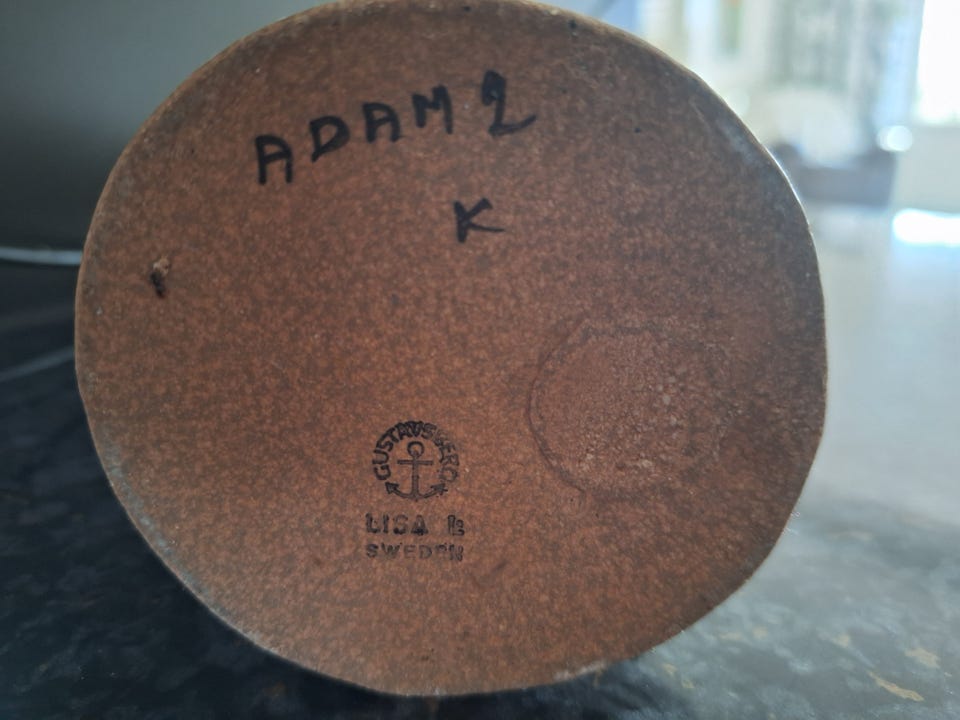 ADAM 2
K
GUSTAVSBERG
LISA L
SWEDEN